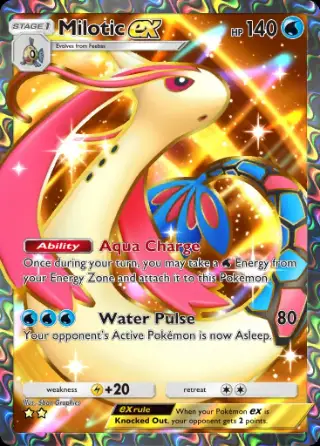 STAGE 1
Milotic ex
HP 140
Evolves from Feebas
Ability Aqua Charge
Once during your turn, you may take a Energy from
your Energy Zone and attach it to this Pokémon.
Water Pulse 80
Your opponent's Active Pokémon is now Asleep.
weakness +20 retreat
ex rule
When your Pokémon ex is
Knocked Out, your opponent gets 2 points.